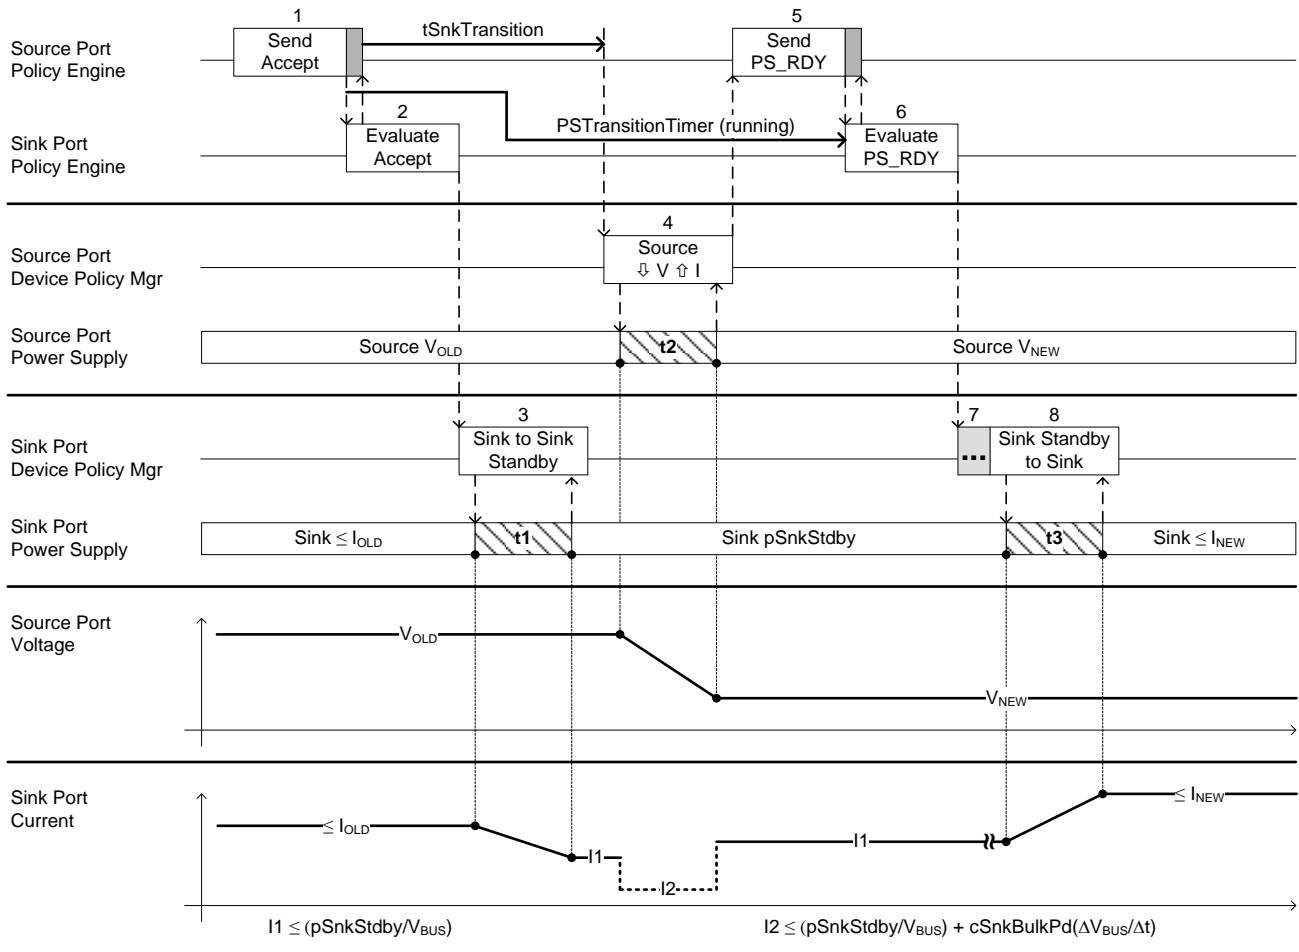 1
5
Source Port
Policy Engine
Send
Accept
tSnkTransition
Send
PS_RDY
2
6
Sink Port
Policy Engine
Evaluate
Accept
PSTransitionTimer (running)
Evaluate
PS_RDY
4
Source Port
Device Policy Mgr
Source
⇩ V ⇧ I
Source Port
Power Supply
Source VOLD
t2
Source VNEW
3
7
8
Sink Port
Device Policy Mgr
Sink to Sink
Standby
...
Sink Standby
to Sink
Sink Port
Power Supply
Sink ≤ IOLD
t1
Sink pSnkStdby
t3
Sink ≤ INEW
Source Port
Voltage
VOLD
VNEW
Sink Port
Current
≤ IOLD
I1
I2
I1
≤ INEW
I1 ≤ (pSnkStdby/VBUS)
I2 ≤ (pSnkStdby/VBUS) + cSnkBulkPd(ΔVBUS/Δt)